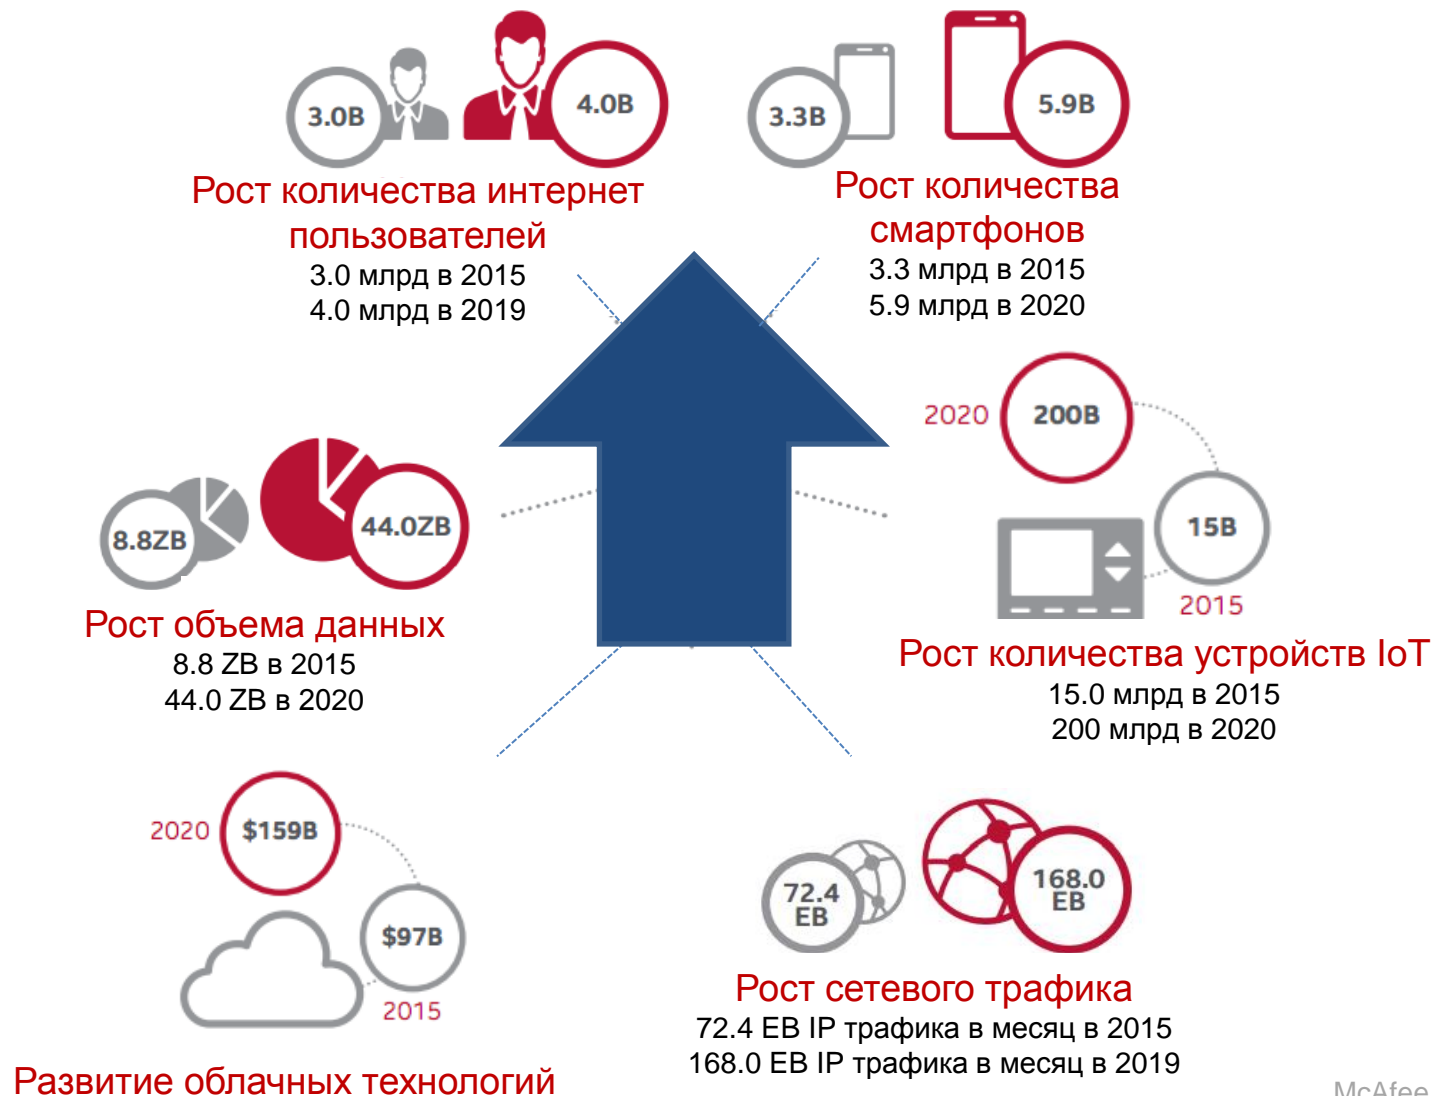 3.0B
4.0B
Рост количества интернет
пользователей
3.0 млрд в 2015
4.0 млрд в 2019
3.3B
5.9B
Рост количества
смартфонов
3.3 млрд в 2015
5.9 млрд в 2020
8.8ZB
44.0ZB
Рост объема данных
8.8 ZB в 2015
44.0 ZB в 2020
2020
200B
15B
2015
Рост количества устройств IoT
15.0 млрд в 2015
200 млрд в 2020
2020
$159B
$97B
2015
Развитие облачных технологий
72.4
EB
168.0
EB
Рост сетевого трафика
72.4 EB IP трафика в месяц в 2015
168.0 EB IP трафика в месяц в 2019
McAfee